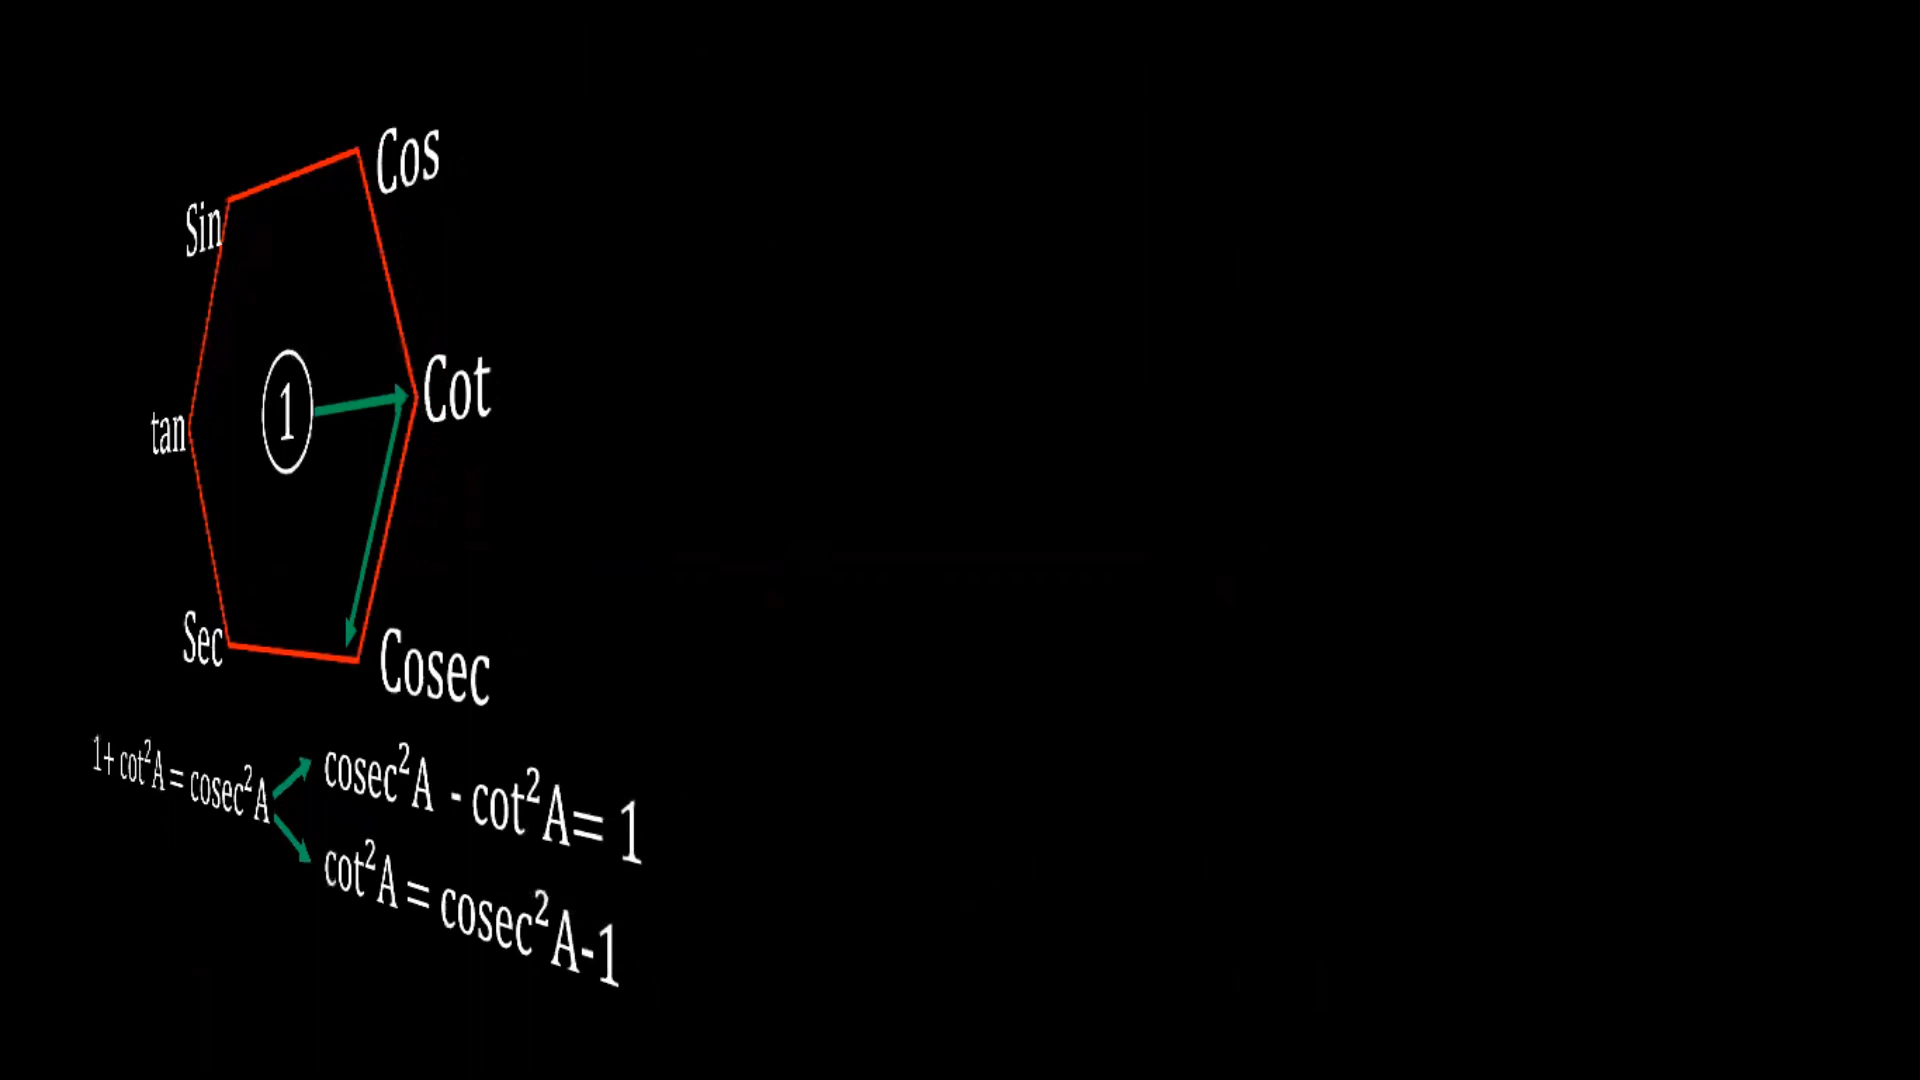 Cos
Sin
Cot
1
tan
Sec
Cosec
1+ cot²A = cosec²A
cosec²A - cot²A= 1
cot²A = cosec²A-1